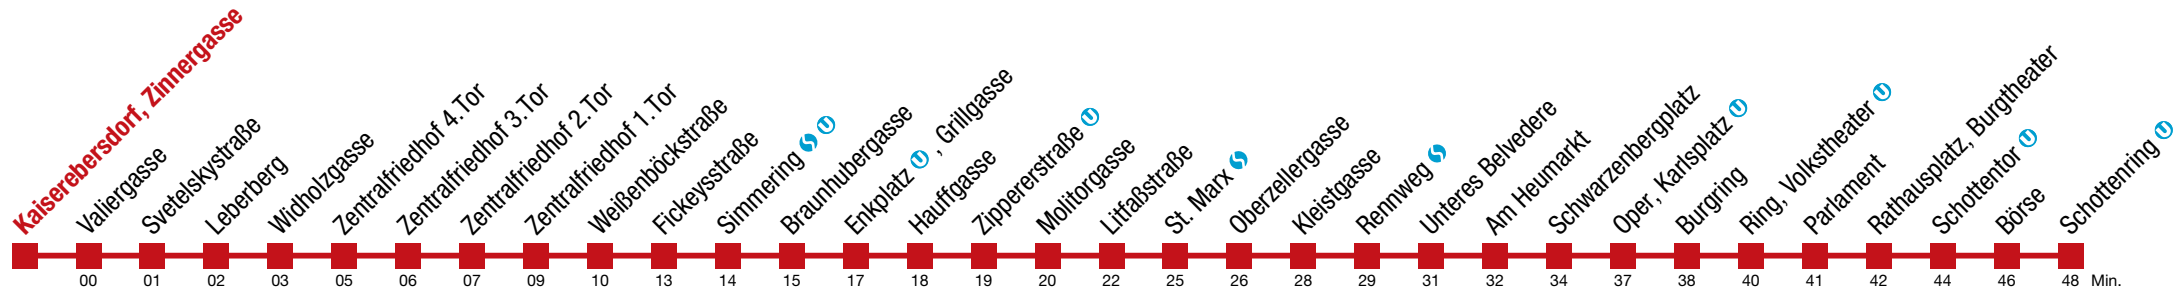 Kaiserebersdorf, Zinnergasse
Valiergasse
Svetelskystraße
Leberberg
Widholzgasse
Zentralfriedhof 4.Tor
Zentralfriedhof 3.Tor
Zentralfriedhof 2.Tor
Zentralfriedhof 1.Tor
Weißenböckstraße
Fickeysstraße
Simmering S U
Braunhubergasse
Enkplatz U , Grillgasse
Hauffgasse
Zippererstraße U
Molitorgasse
Litfaßstraße
St. Marx S
Oberzellergasse
Kleistgasse
Rennweg S
Unteres Belvedere
Am Heumarkt
Schwarzenbergplatz
Oper, Karlsplatz U
Burgring
Ring, Volkstheater U
Parlament
Rathausplatz, Burgtheater
Schottentor U
Börse
Schottenring U
00 01 02 03 05 06 07 09 10 13 14 15 17 18 19 20 22 25 26 28 29 31 32 34 37 38 40 41 42 44 46 48 Min.